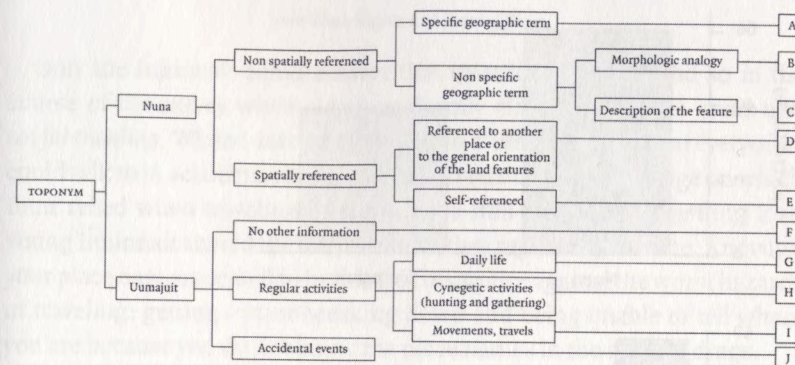 Specific geographic term
A
Non spatially referenced
Morphologic analogy
B
Nuna
Non specific
geographic term
Description of the feature
C
Referenced to another
place or
to the general orientation
of the land features
D
Spatially referenced
TOPONYM
Self-referenced
E
No other information
F
Daily life
G
Uumajuit
Regular activities
Cynegetic activities
(hunting and gathering)
H
Movements, travels
I
Accidental events
J